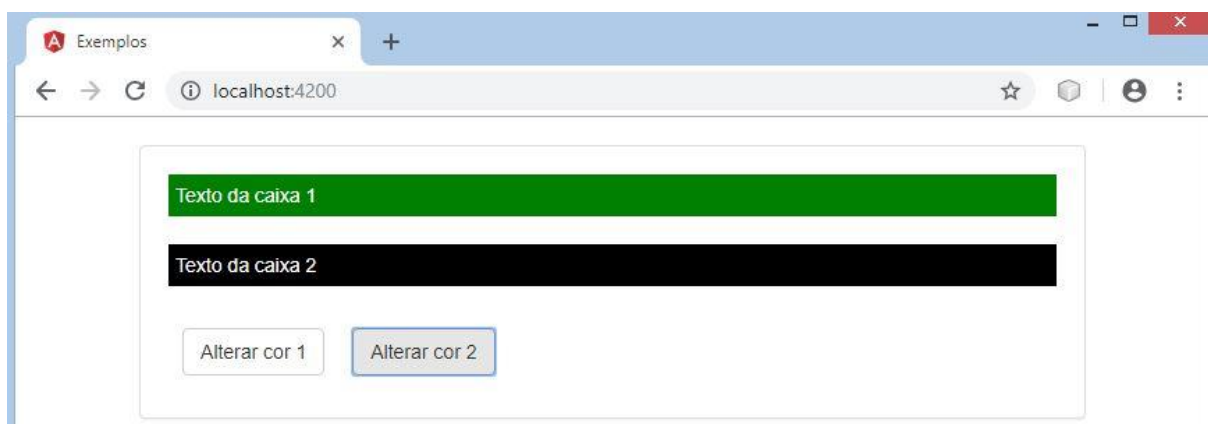 Exemplos
localhost:4200
Texto da caixa 1
Texto da caixa 2
Alterar cor 1
Alterar cor 2